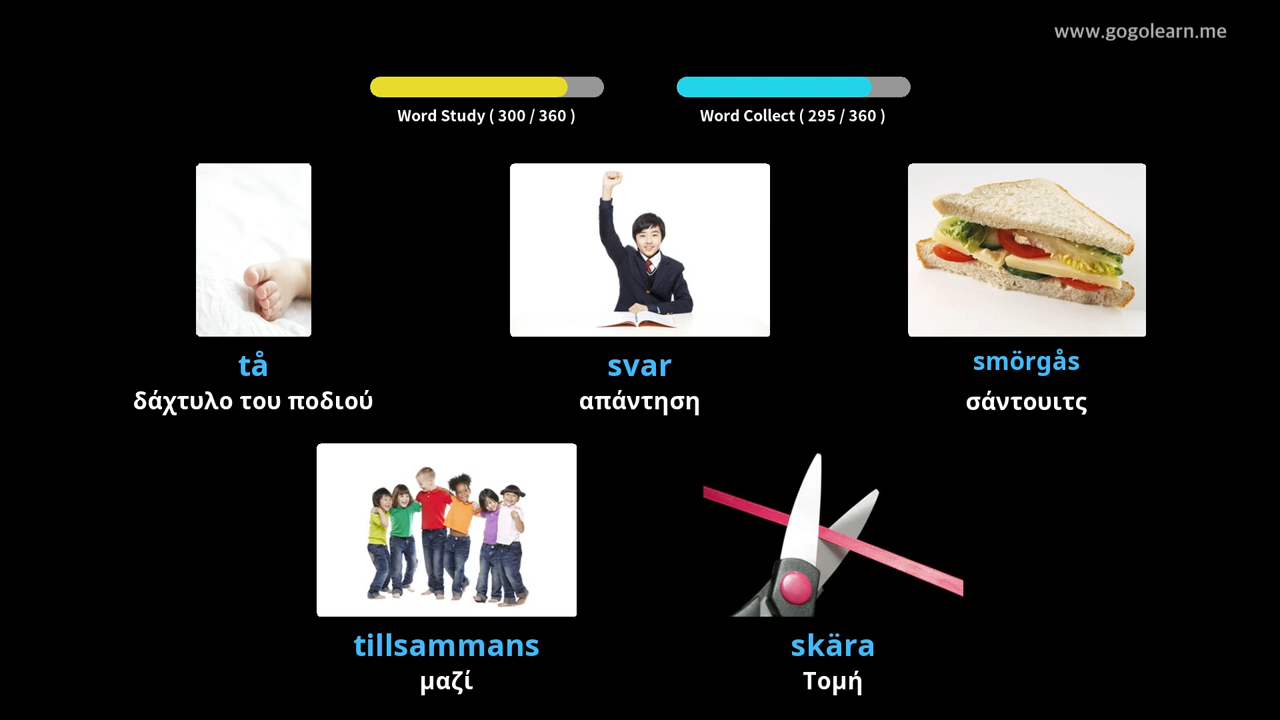 www.gogolearn.me
Word Study ( 300 / 360 )
Word Collect ( 295 / 360 )
tå
δάχτυλο του ποδιού
svar
απάντηση
smörgås
σάντουιτς
tillsammans
μαζί
skära
Τομή